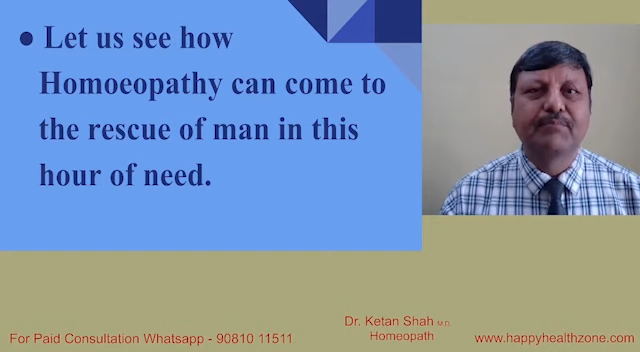 ● Let us see how
Homoeopathy can come to
the rescue of man in this
hour of need.
Dr. Ketan Shah M.D.
Homeopath
For Paid Consultation Whatsapp - 90810 11511
www.happyhealthzone.com